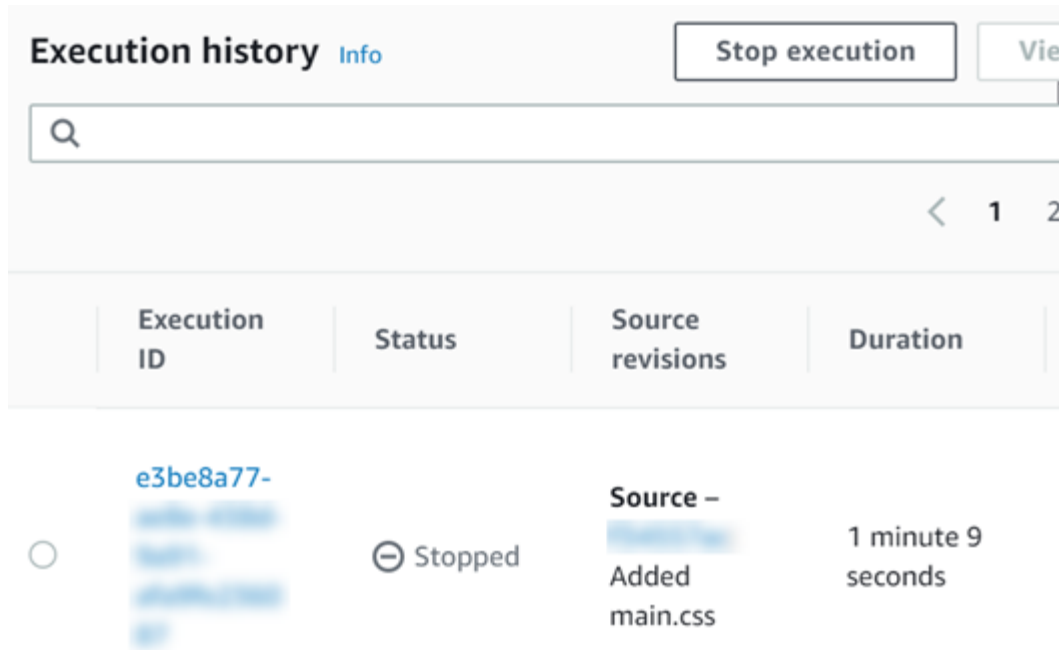 Execution history Info
Stop execution
1
2
Execution
ID
Status
Source
revisions
Duration
e3be8a77-
Stopped
Source –
Added
main.css
1 minute 9
seconds